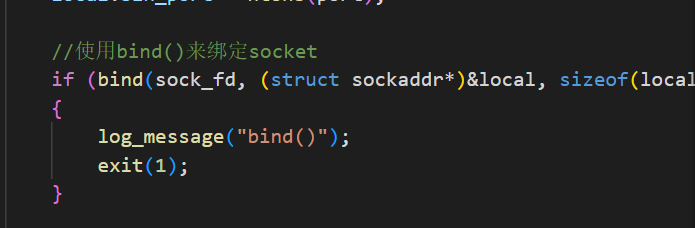 //使用bind()来绑定socket
if (bind(sock_fd, (struct sockaddr*)&local, sizeof(local
{
log_message("bind()");
exit(1);
}